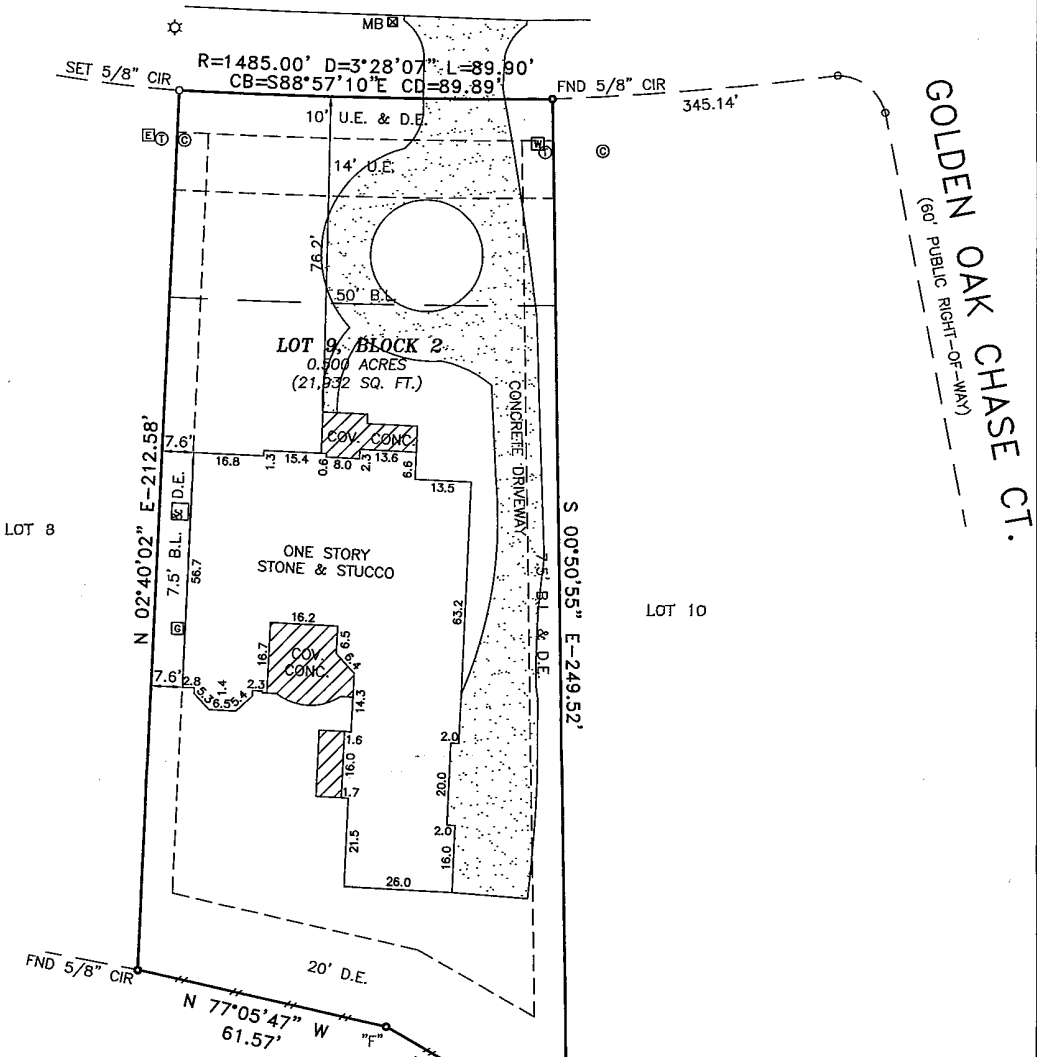 MB
SET 5/8" CIR
R=1485.00' D=3°28'07" L=89.90'
CB=S88°57'10"E CD=89.89'
FND 5/8" CIR
345.14'
GOLDEN OAK CHASE CT.
(60' PUBLIC RIGHT-OF-WAY)
10' U.E. & D.E.
E
T
C
W
T
C
14' U.E.
76.2'
50' B.L.
LOT 9, BLOCK 2
0.500 ACRES
(21,932 SQ. FT.)
CONCRETE DRIVEWAY
COV. CONC.
7.6'
16.8
1.3
15.4
0.6
8.0
2.3
13.6
6.6
13.5
N 02°40'02" E-212.58'
7.5' B.L. & D.E.
56.7
LOT 8
ONE STORY
STONE & STUCCO
S 00°50'55" E-249.52'
7.5' B.L. & D.E.
LOT 10
63.2
G
16.2
16.7
COV.
CONC.
6.5
6.4
14.3
7.6'
2.8
5.3
1.4
6.5
5.4
2.3
1.6
16.0
1.7
2.0
20.0
2.0
16.0
21.5
26.0
20' D.E.
FND 5/8" CIR
N 77°05'47" W
61.57'
"F"